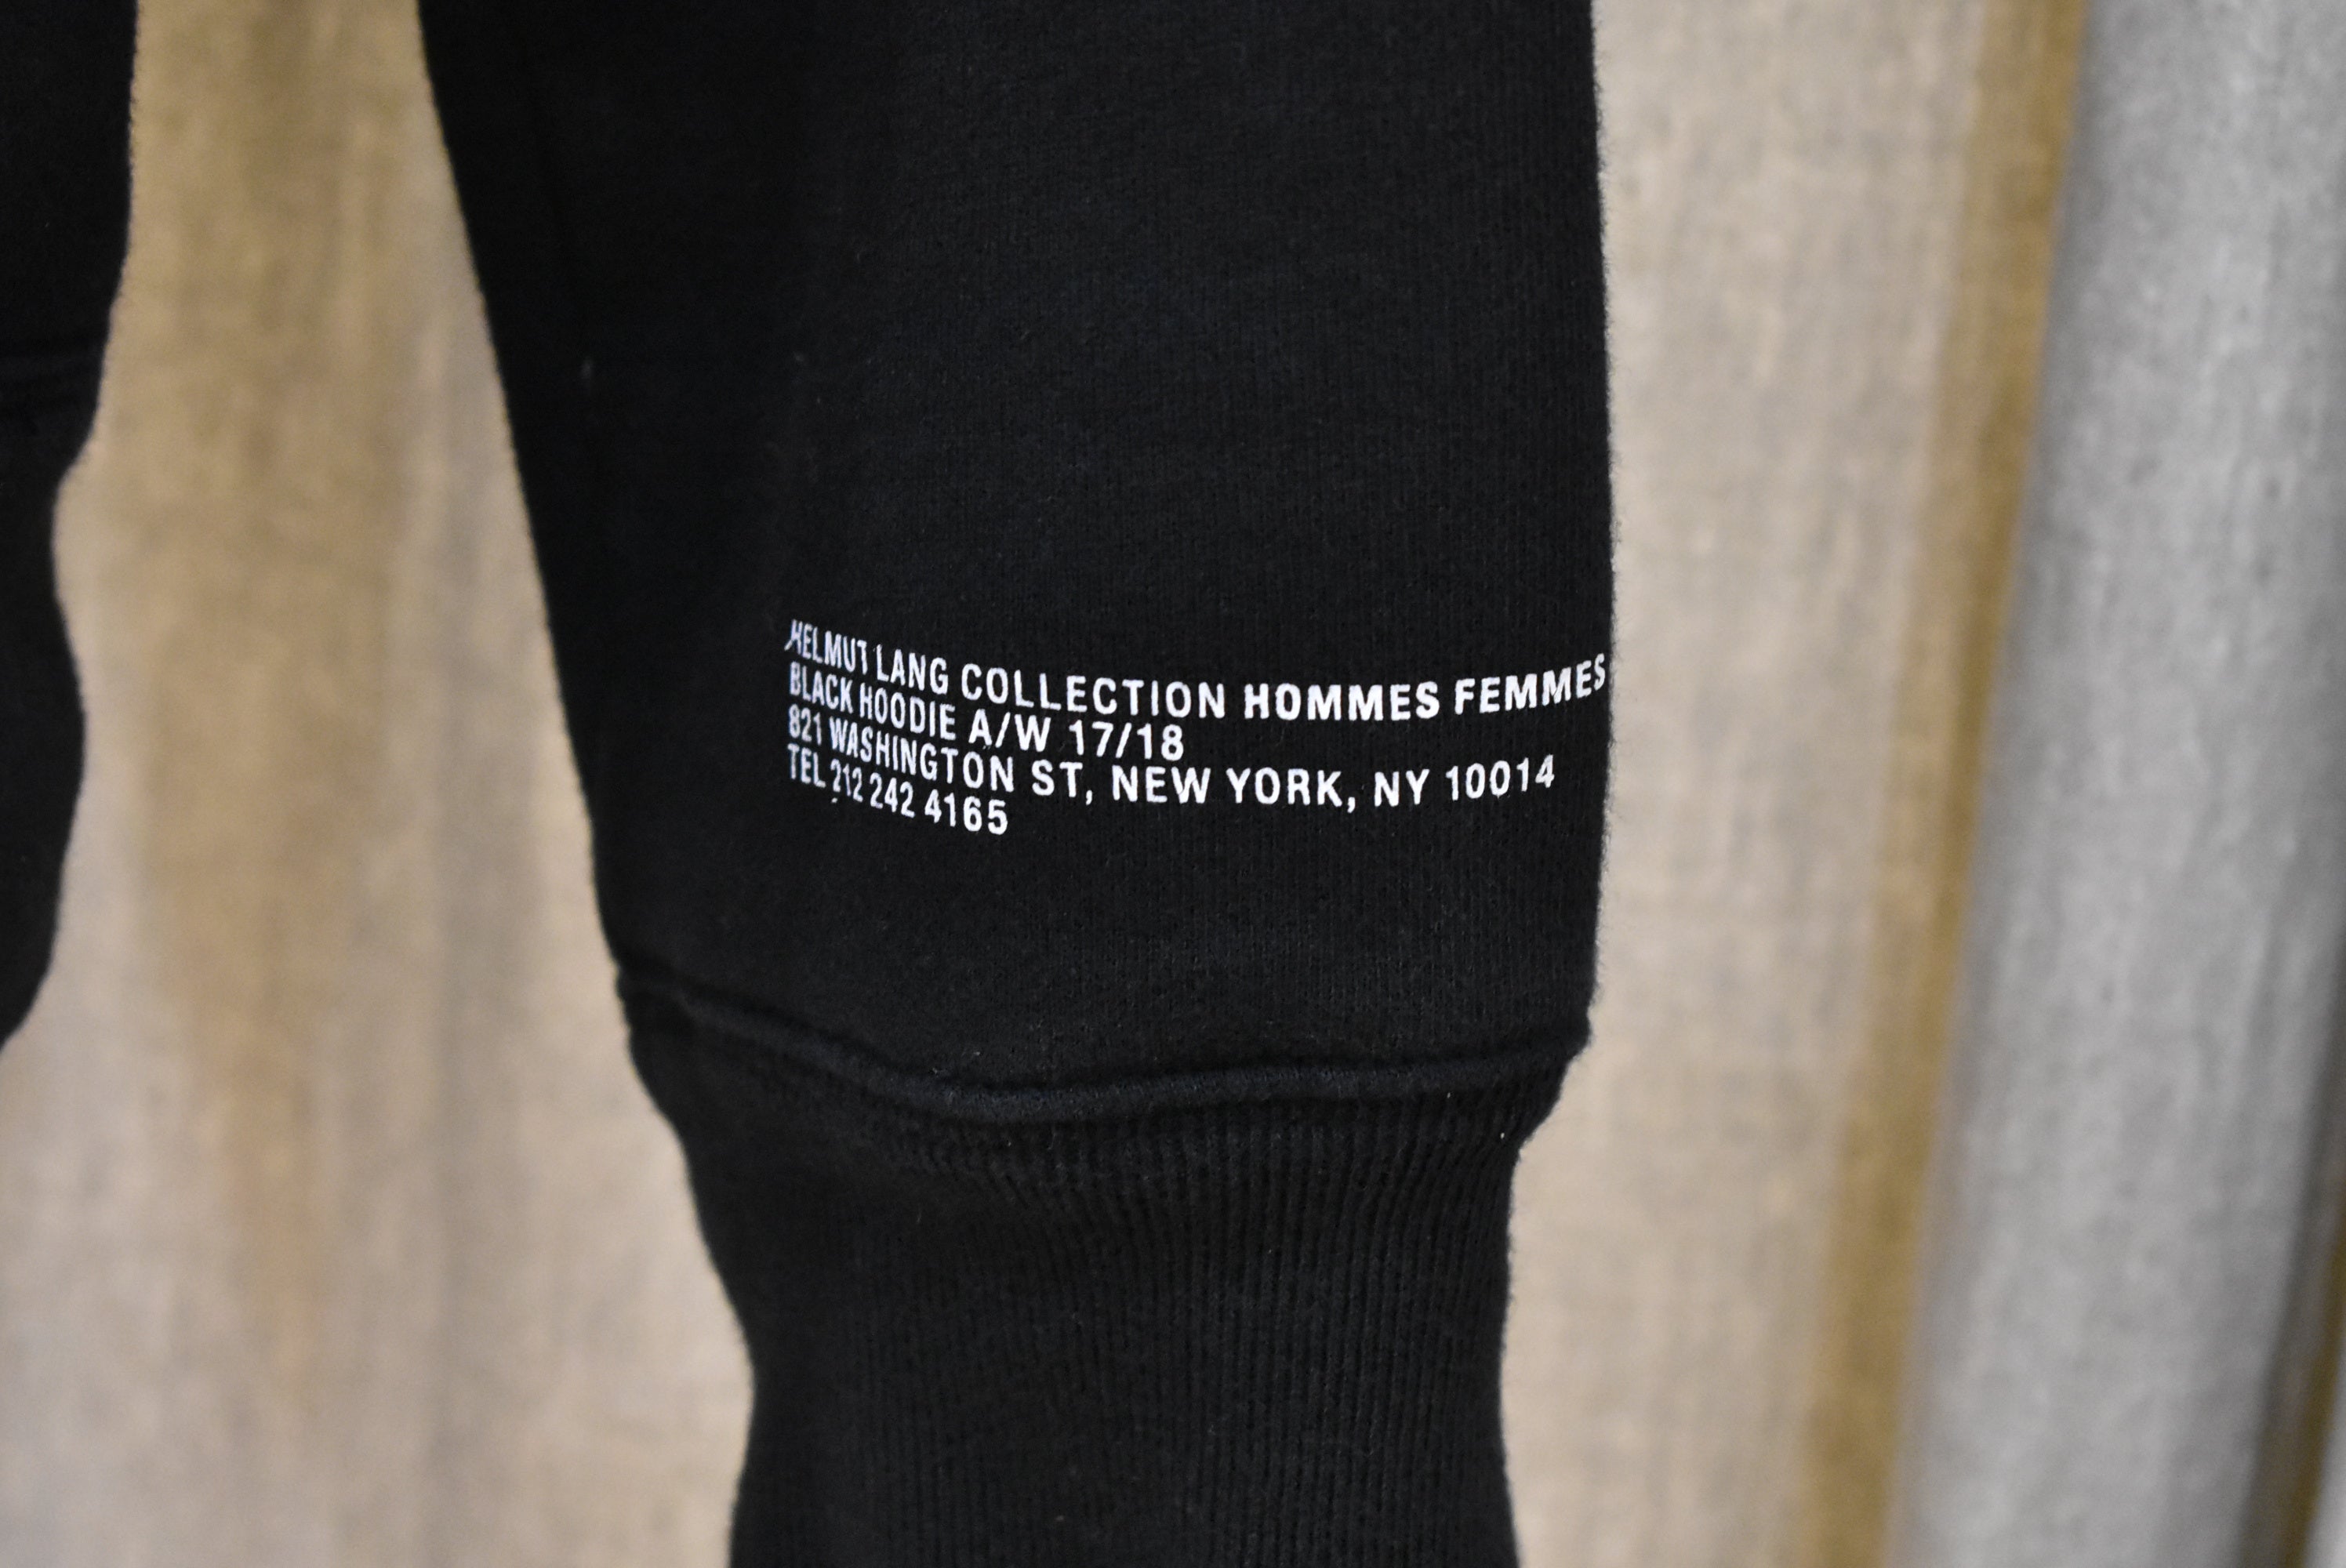 HELMUT LANG COLLECTION HOMMES FEMMES
BLACK HOODIE A/W 17/18
821 WASHINGTON ST, NEW YORK, NY 10014
TEL 212 242 4165